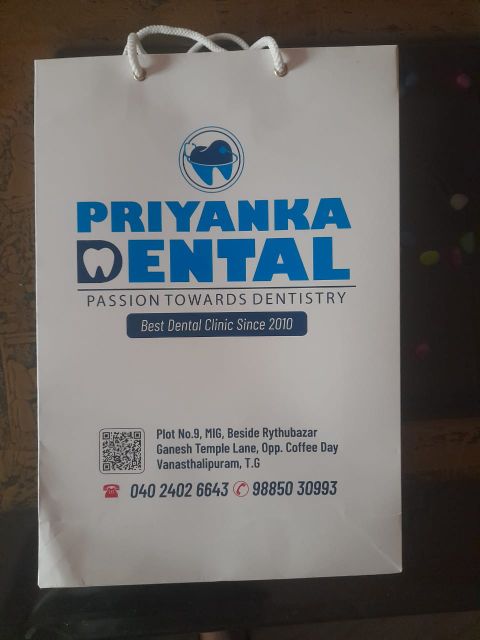 PRIYANKA
DENTAL
PASSION TOWARDS DENTISTRY
Best Dental Clinic Since 2010
Plot No.9, MIG, Beside Rythubazar
Ganesh Temple Lane, Opp. Coffee Day
Vanasthalipuram, T.G
040 2402 6643 98850 30993